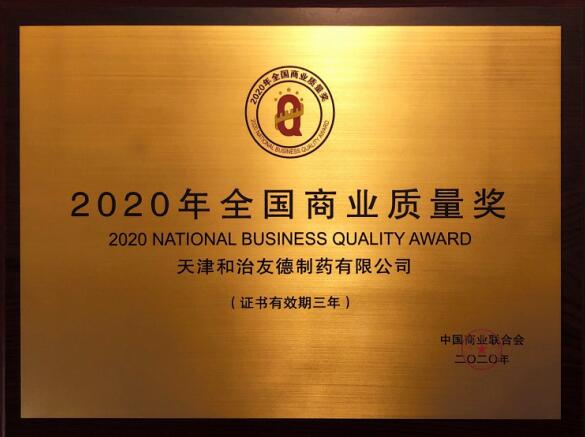 2020年全国商业质量奖
Q
2020 NATIONAL BUSINESS QUALITY AWARD
2020年全国商业质量奖
2020 NATIONAL BUSINESS QUALITY AWARD
天津和治友德制药有限公司
（证书有效期三年）
中国商业联合会
二〇二〇年